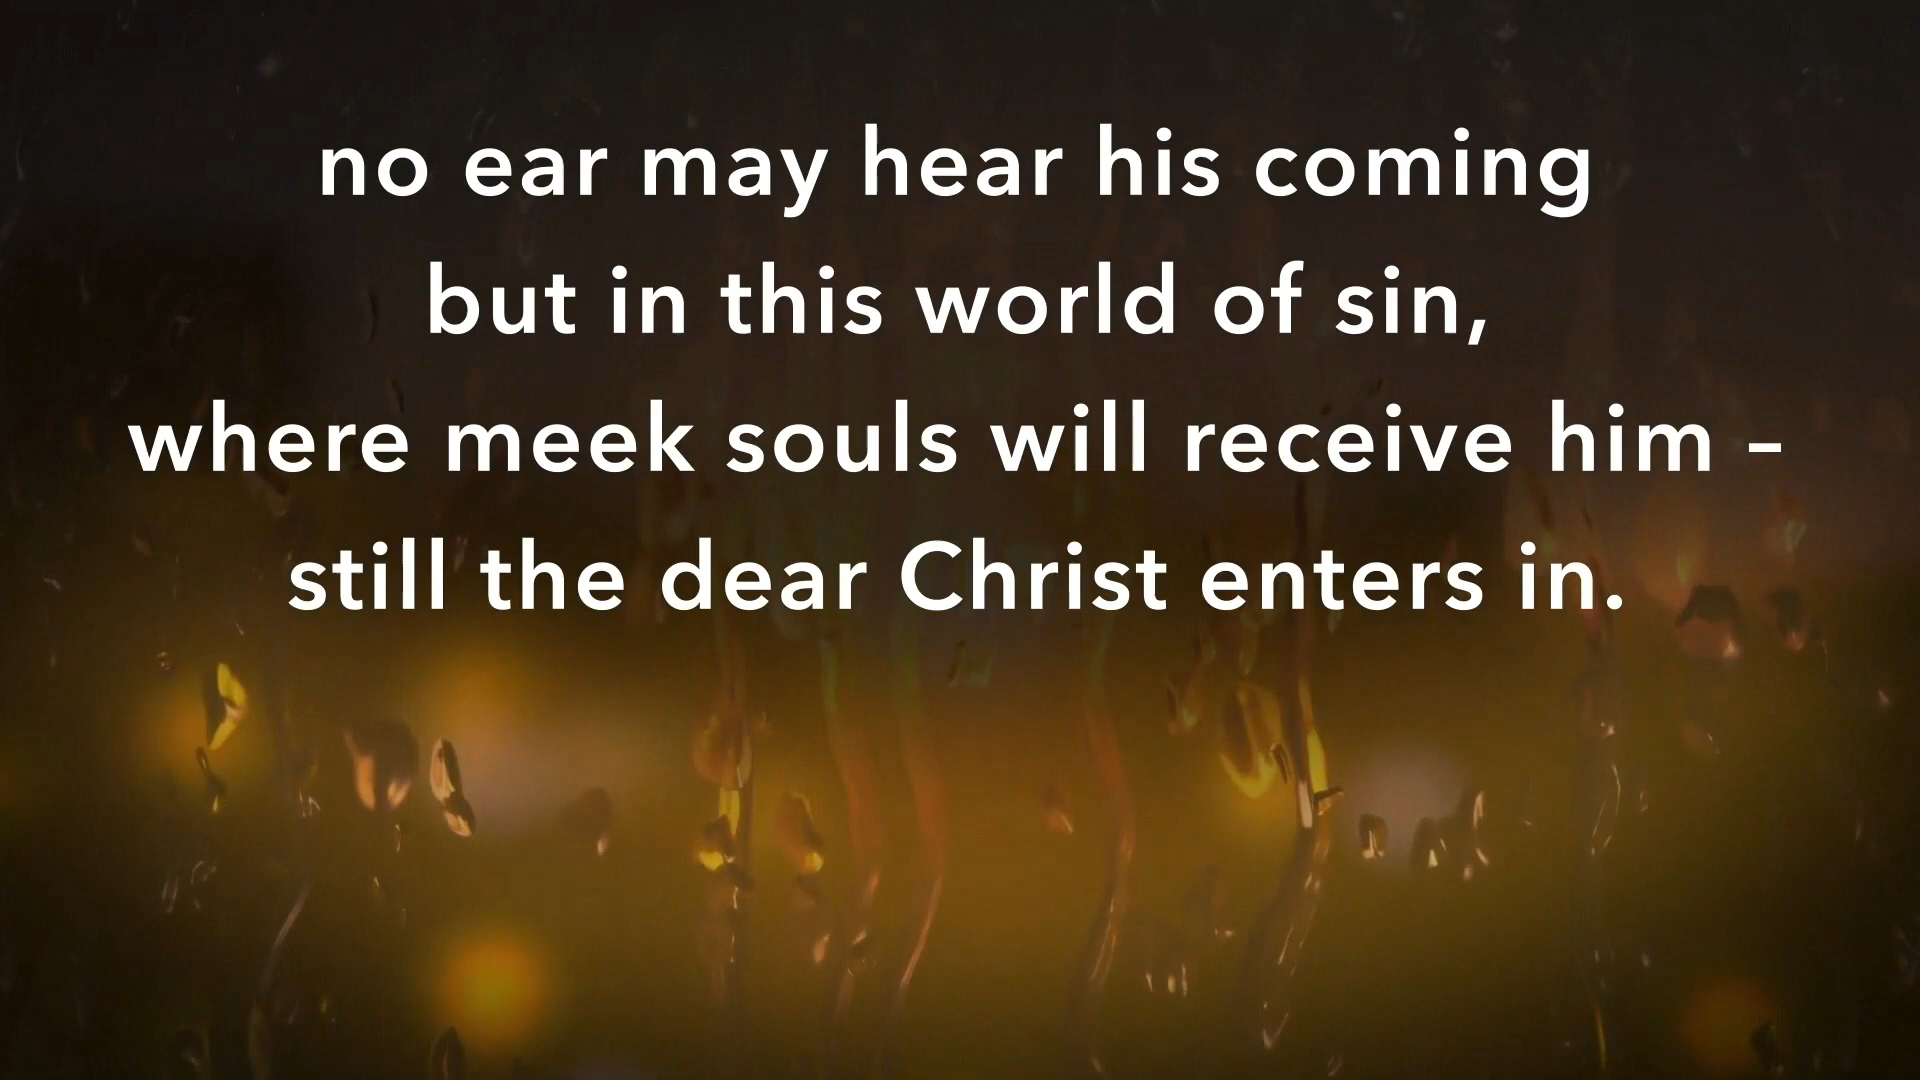 no ear may hear his coming
but in this world of sin,
where meek souls will receive him –
still the dear Christ enters in.